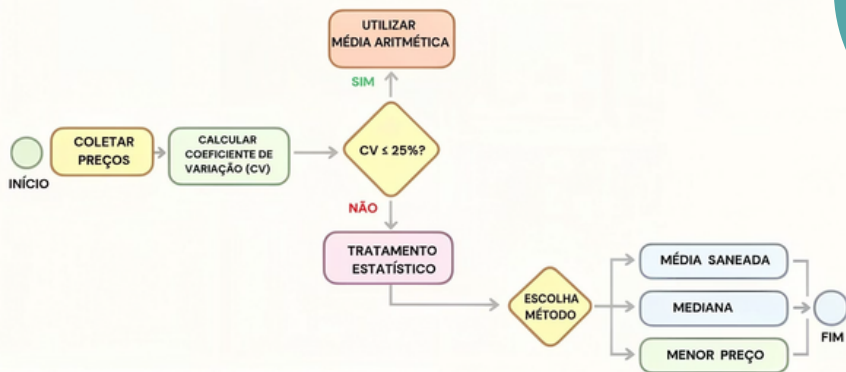 UTILIZAR
MÉDIA ARITMÉTICA
SIM
COLETAR
PREÇOS
CALCULAR
COEFICIENTE DE
VARIAÇÃO (CV)
CV ≤ 25%?
INÍCIO
NÃO
TRATAMENTO
ESTATÍSTICO
ESCOLHA
MÉTODO
MÉDIA SANEADA
MEDIANA
MENOR PREÇO
FIM